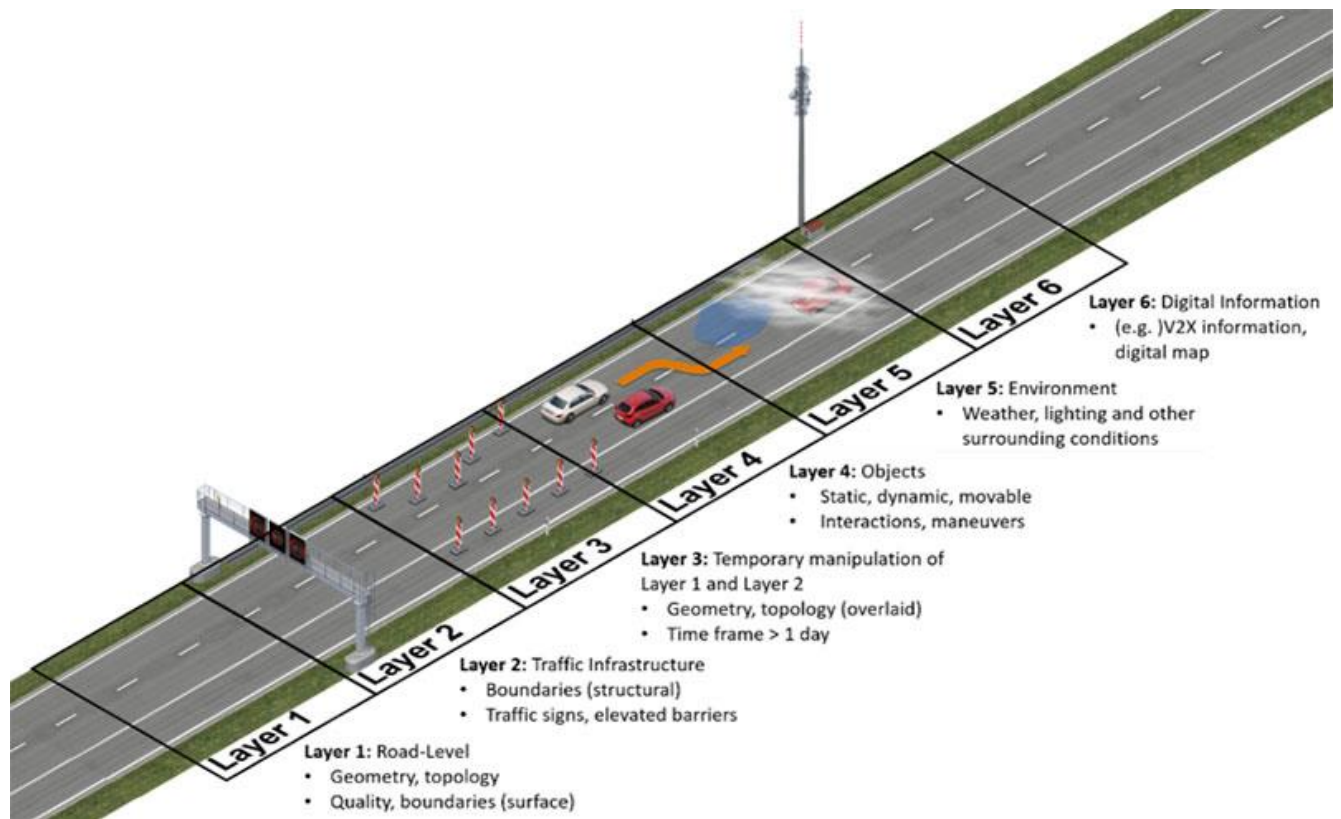 Layer 1
Layer 2
Layer 3
Layer 4
Layer 5
Layer 6
Layer 6: Digital Information
• (e.g. )V2X information,
digital map
Layer 5: Environment
• Weather, lighting and other
surrounding conditions
Layer 4: Objects
• Static, dynamic, movable
• Interactions, maneuvers
Layer 3: Temporary manipulation of
Layer 1 and Layer 2
• Geometry, topology (overlaid)
• Time frame > 1 day
Layer 2: Traffic Infrastructure
• Boundaries (structural)
• Traffic signs, elevated barriers
Layer 1: Road-Level
• Geometry, topology
• Quality, boundaries (surface)